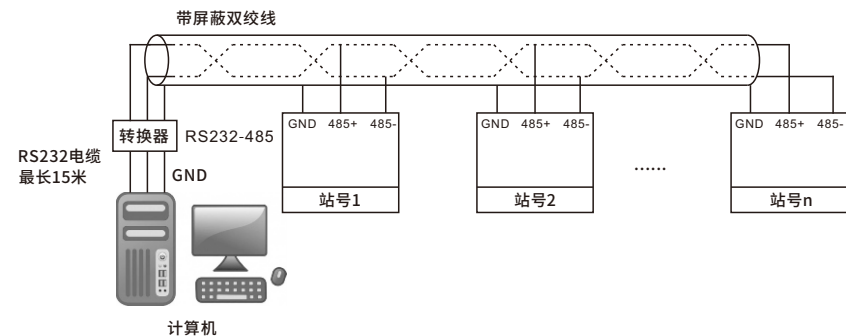 带屏蔽双绞线
GND 485+ 485-
GND 485+ 485-
GND 485+ 485-
转换器 RS232-485
RS232电缆
最长15米
GND
......
站号1
站号2
站号n
计算机